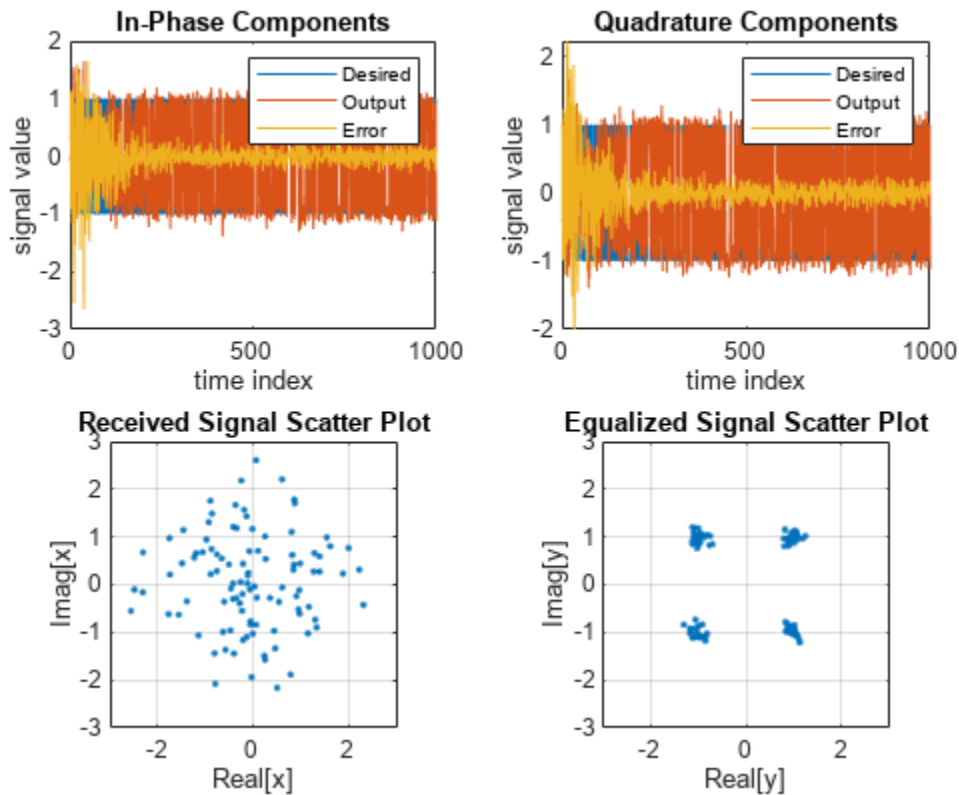 In-Phase Components
2
1
0
-1
-2
-3
signal value
Desired
Output
Error
0
500
1000
time index
Quadrature Components
2
1
0
-1
-2
signal value
Desired
Output
Error
0
500
1000
time index
Received Signal Scatter Plot
3
2
1
0
-1
-2
-3
Imag[x]
-2
0
2
Real[x]
Equalized Signal Scatter Plot
3
2
1
0
-1
-2
-3
Imag[y]
-2
0
2
Real[y]